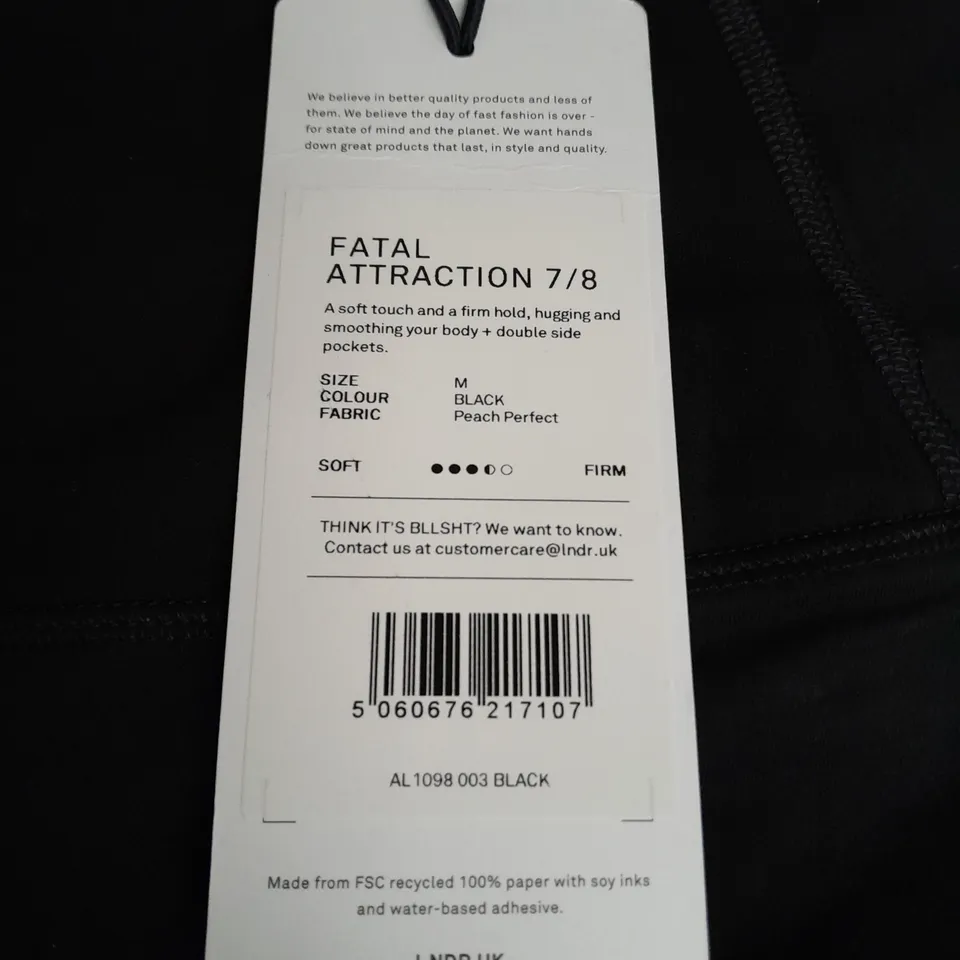 We believe in better quality products and less of
them. We believe the day of fast fashion is over -
for state of mind and the planet. We want hands
down great products that last, in style and quality.
FATAL
ATTRACTION 7/8
A soft touch and a firm hold, hugging and
smoothing your body + double side
pockets.
SIZE M
COLOUR BLACK
FABRIC Peach Perfect
SOFT FIRM
THINK IT'S BLLSHT? We want to know.
Contact us at customercare@lndr.uk
5 060676 217107
AL1098 003 BLACK
Made from FSC recycled 100% paper with soy inks
and water-based adhesive.
LNDR.UK